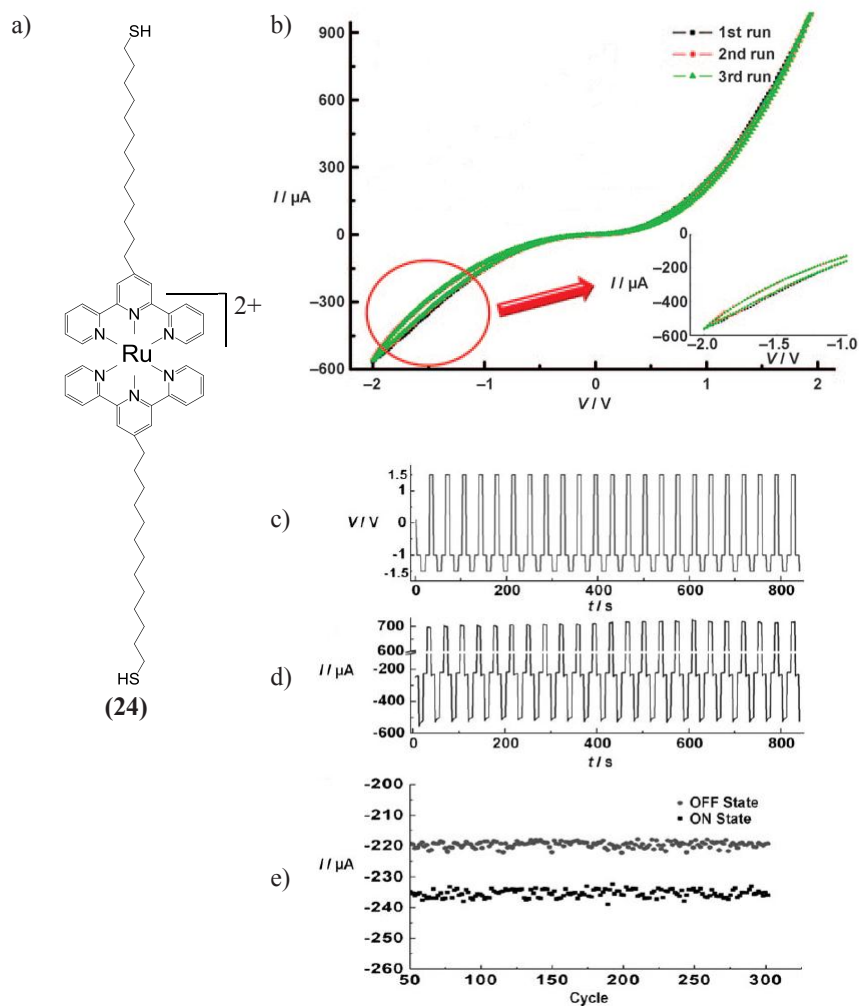 a)
SH
N
N
N
2+
Ru
N
N
N
HS
(24)
b)
900
600
300
0
−300
−600
I / µA
−2
−1
0
1
2
V / V
1st run
2nd run
3rd run
I / µA
0
−200
−400
−600
−2.0
−1.5
−1.0
V / V
c)
V / V
1.5
1
0
-1
-1.5
0
200
400
600
800
t / s
d)
I / µA
700
600
-200
-400
-600
0
200
400
600
800
t / s
e)
I / µA
-200
-210
-220
-230
-240
-250
-260
50
100
150
200
250
300
Cycle
OFF State
ON State